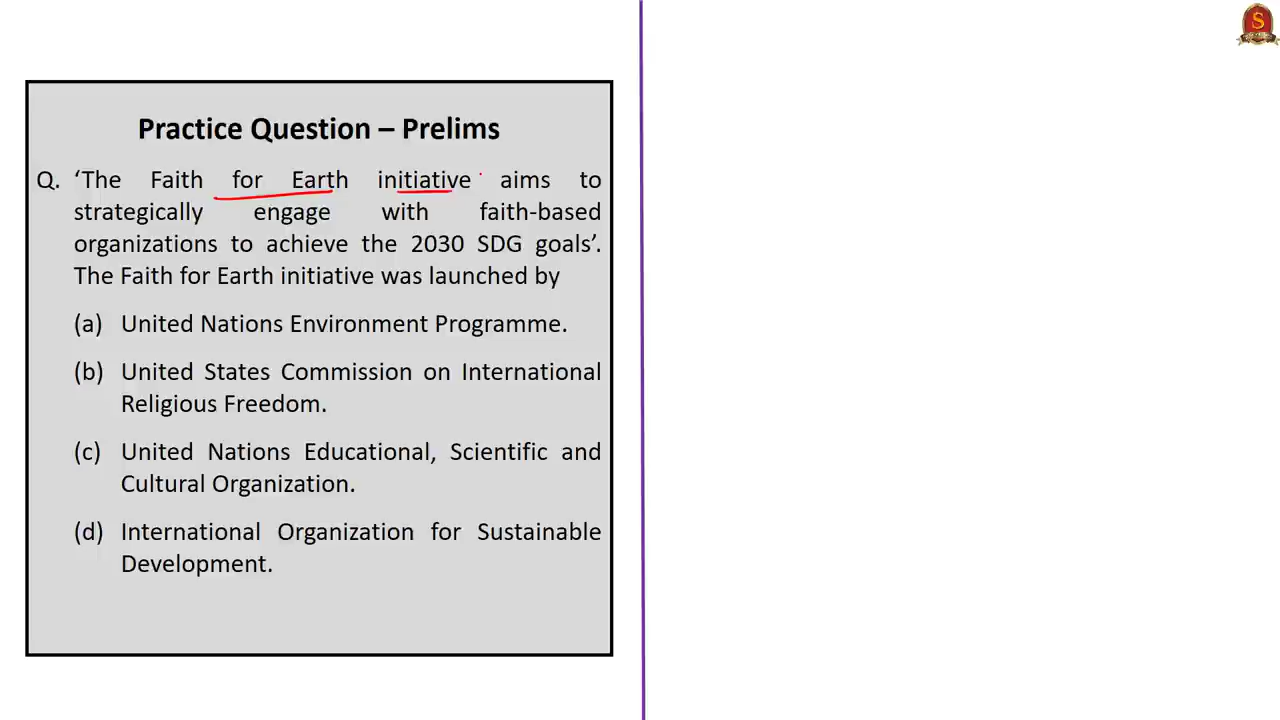 S
Practice Question – Prelims
Q. ‘The Faith for Earth initiative aims to
strategically engage with faith-based
organizations to achieve the 2030 SDG goals’.
The Faith for Earth initiative was launched by
(a) United Nations Environment Programme.
(b) United States Commission on International
Religious Freedom.
(c) United Nations Educational, Scientific and
Cultural Organization.
(d) International Organization for Sustainable
Development.